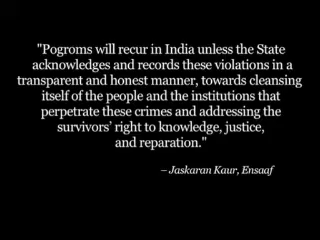 "Pogroms will recur in India unless the State
acknowledges and records these violations in a
transparent and honest manner, towards cleansing
itself of the people and the institutions that
perpetrate these crimes and addressing the
survivors' right to knowledge, justice,
and reparation."
– Jaskaran Kaur, Ensaaf